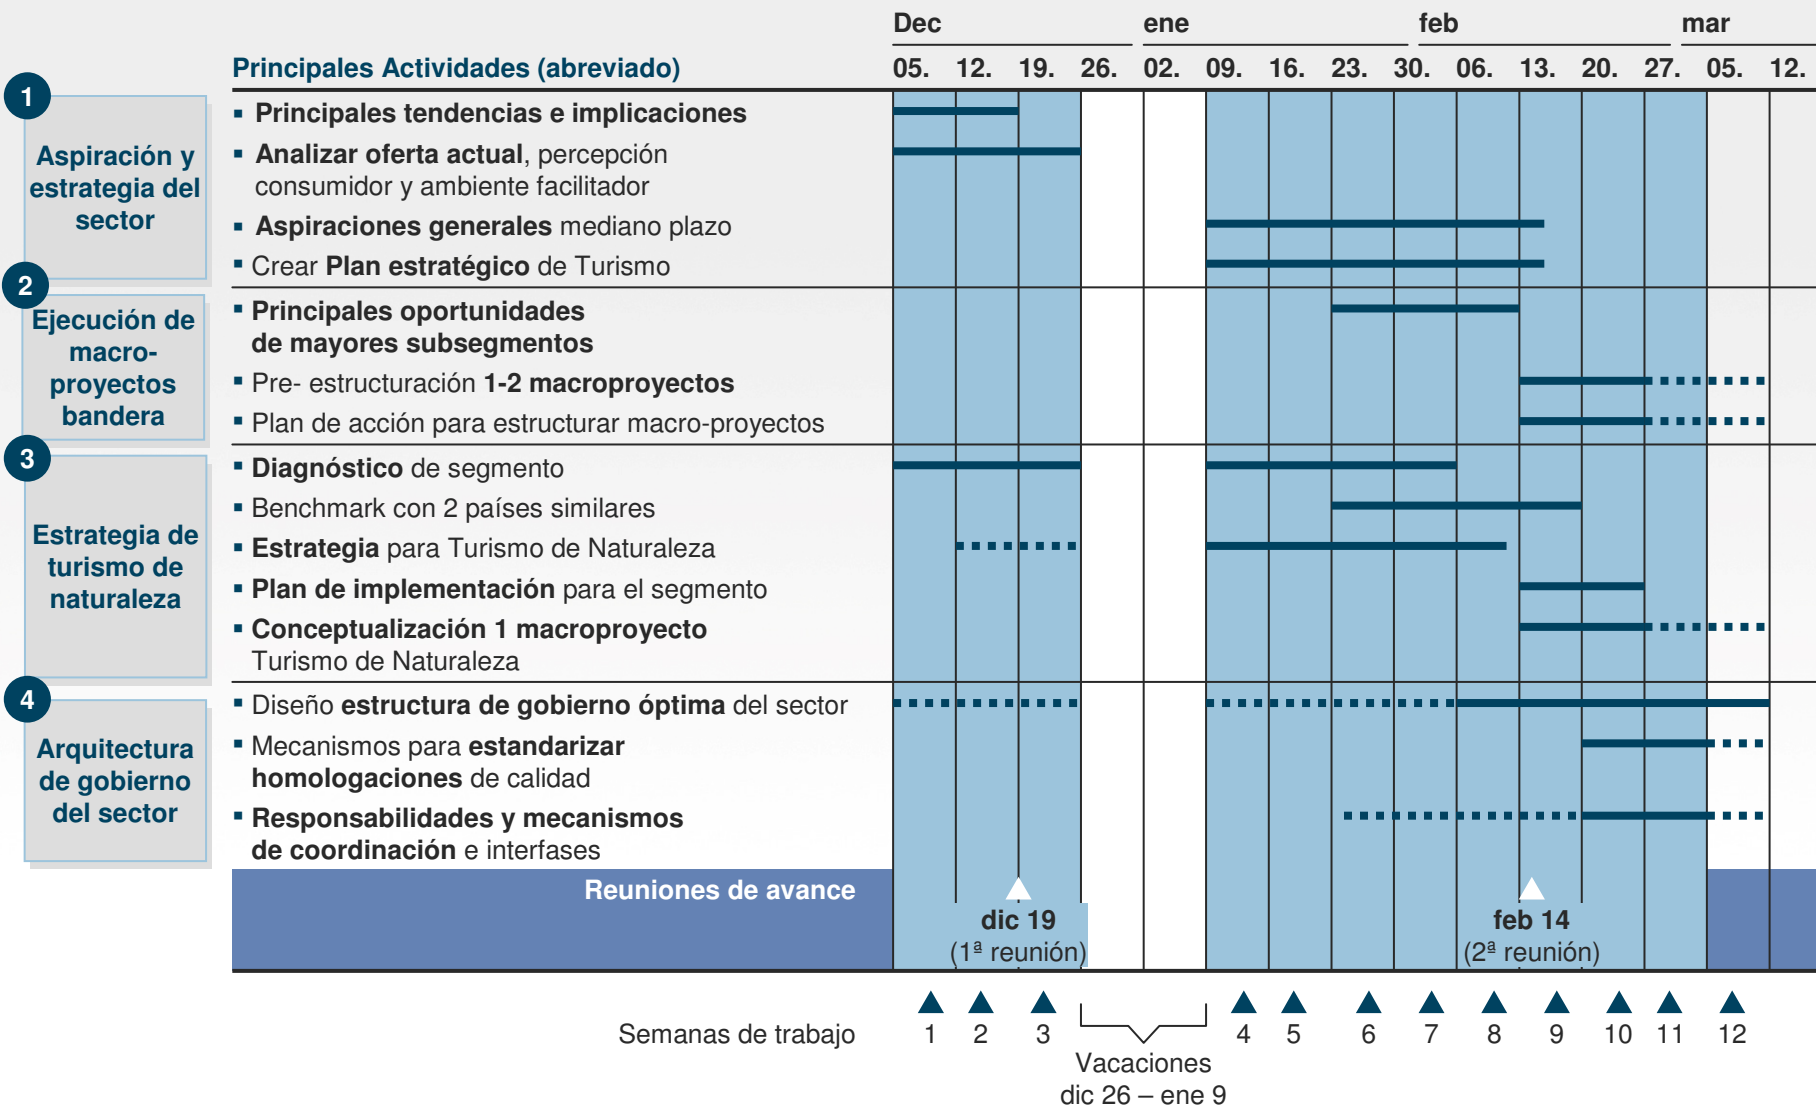 Dec ene feb mar
Principales Actividades (abreviado) 05. 12. 19. 26. 02. 09. 16. 23. 30. 06. 13. 20. 27. 05. 12.
1
Aspiración y
estrategia del
sector
▪ Principales tendencias e implicaciones
▪ Analizar oferta actual, percepción
consumidor y ambiente facilitador
▪ Aspiraciones generales mediano plazo
▪ Crear Plan estratégico de Turismo
2
Ejecución de
macro-
proyectos
bandera
▪ Principales oportunidades
de mayores subsegmentos
▪ Pre- estructuración 1-2 macroproyectos
▪ Plan de acción para estructurar macro-proyectos
3
Estrategia de
turismo de
naturaleza
▪ Diagnóstico de segmento
▪ Benchmark con 2 países similares
▪ Estrategia para Turismo de Naturaleza
▪ Plan de implementación para el segmento
▪ Conceptualización 1 macroproyecto
Turismo de Naturaleza
4
Arquitectura
de gobierno
del sector
▪ Diseño estructura de gobierno óptima del sector
▪ Mecanismos para estandarizar
homologaciones de calidad
▪ Responsabilidades y mecanismos
de coordinación e interfases
Reuniones de avance
dic 19
(1ª reunión)
feb 14
(2ª reunión)
Semanas de trabajo 1 2 3 4 5 6 7 8 9 10 11 12
Vacaciones
dic 26 – ene 9